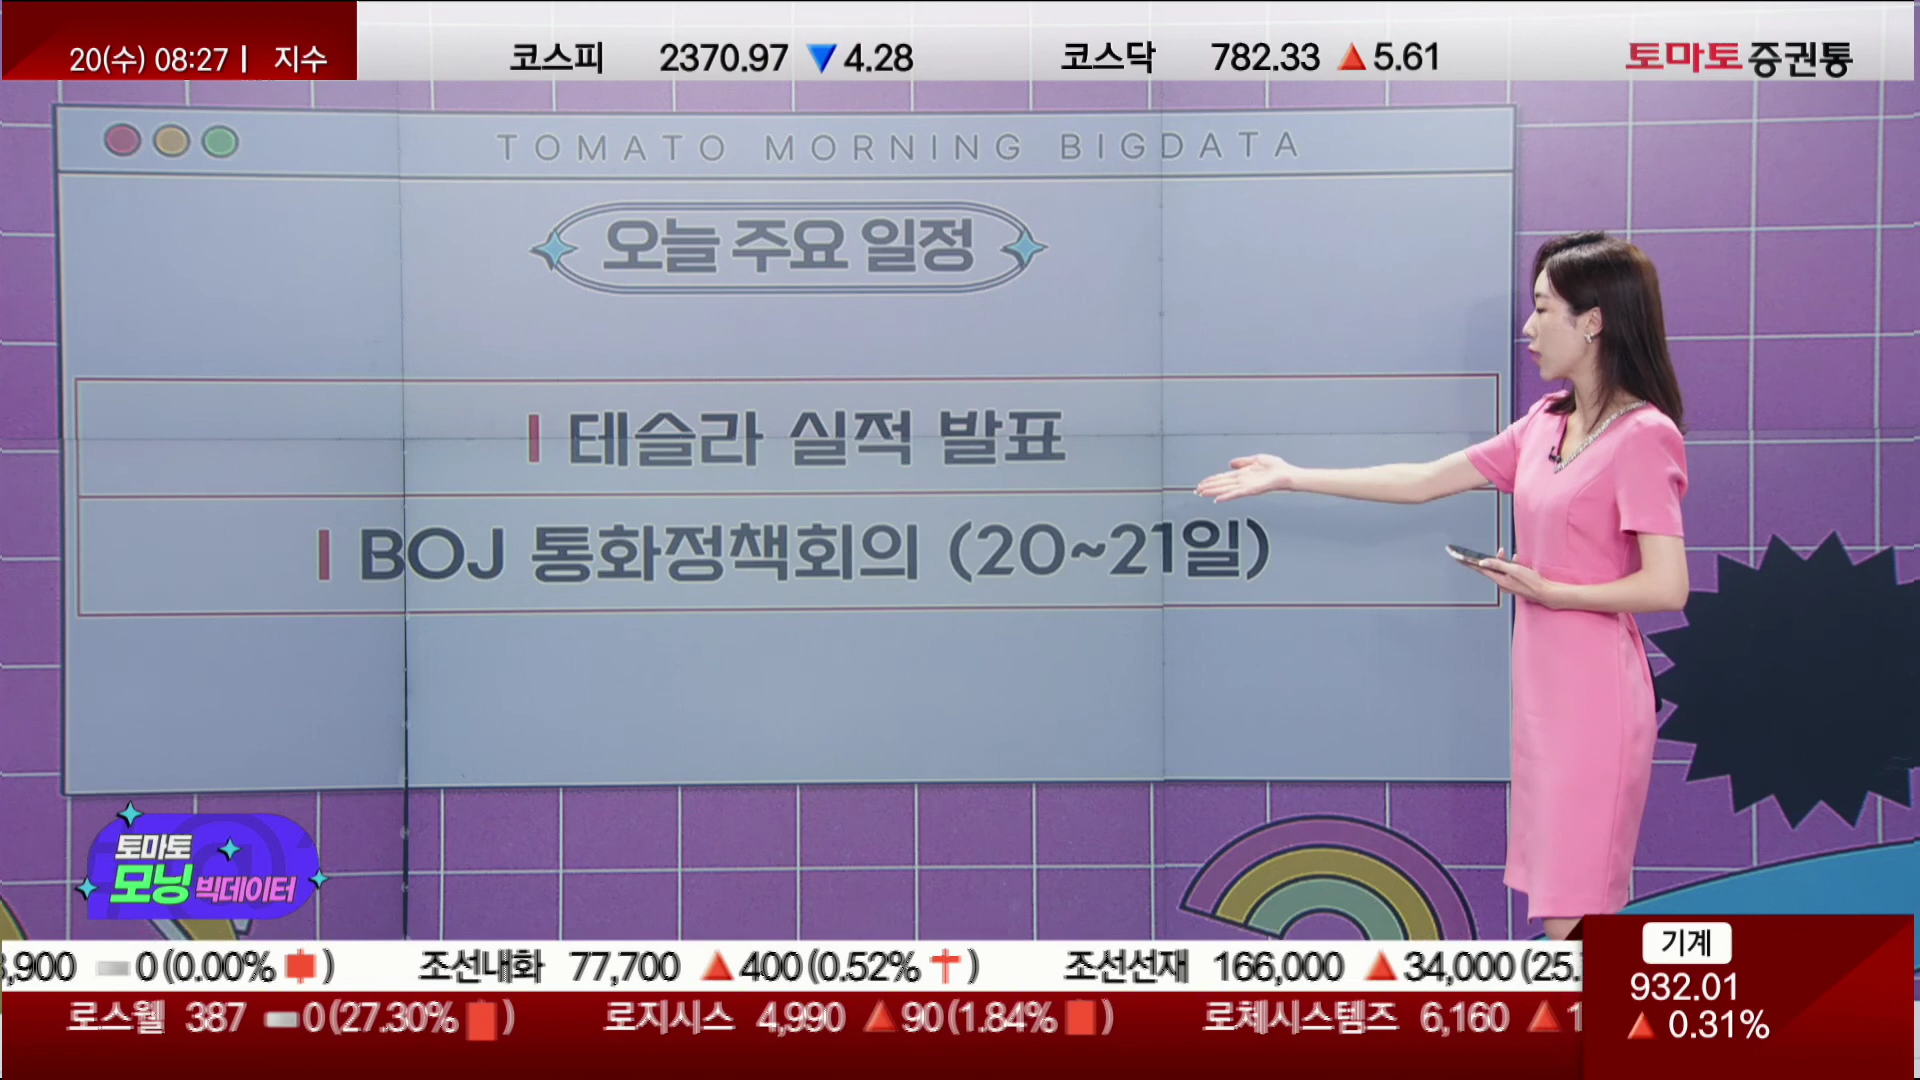 20(수) 08:27 | 지수
코스피 2370.97 ▼ 4.28 코스닥 782.33 ▲ 5.61
토마토증권통
TOMATO MORNING BIGDATA
오늘 주요 일정
테슬라 실적 발표
BOJ 통화정책회의 (20~21일)
토마토
모닝 빅데이터
,900 0(0.00% ) 조선내화 77,700 ▲400(0.52% ) 조선선재 166,000 ▲34,000(25.
로스웰 387 0(27.30% ) 로지시스 4,990 ▲90(1.84% ) 로체시스템즈 6,160 ▲1
기계
932.01
▲ 0.31%